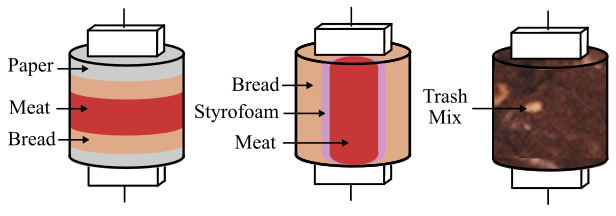 Paper
Meat
Bread
Bread
Styrofoam
Meat
Trash
Mix